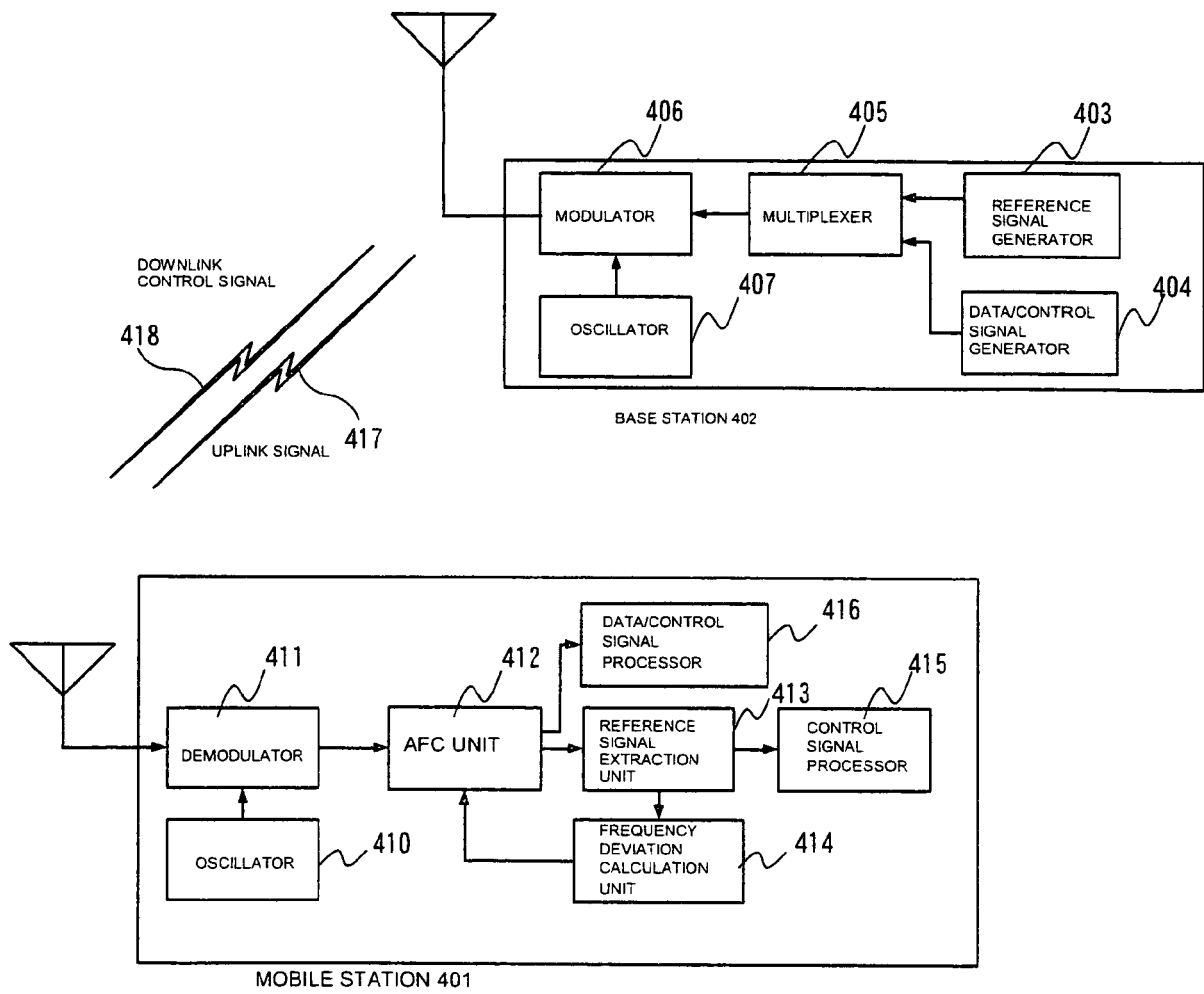 406
405
403
MODULATOR
MULTIPLEXER
REFERENCE
SIGNAL
GENERATOR
DOWNLINK
CONTROL SIGNAL
407
404
OSCILLATOR
DATA/CONTROL
SIGNAL
GENERATOR
418
417
UPLINK SIGNAL
BASE STATION 402
411
412
DATA/CONTROL
SIGNAL
PROCESSOR
416
415
413
DEMODULATOR
AFC UNIT
REFERENCE
SIGNAL
EXTRACTION
UNIT
CONTROL
SIGNAL
PROCESSOR
OSCILLATOR
410
FREQUENCY
DEVIATION
CALCULATION
UNIT
414
MOBILE STATION 401